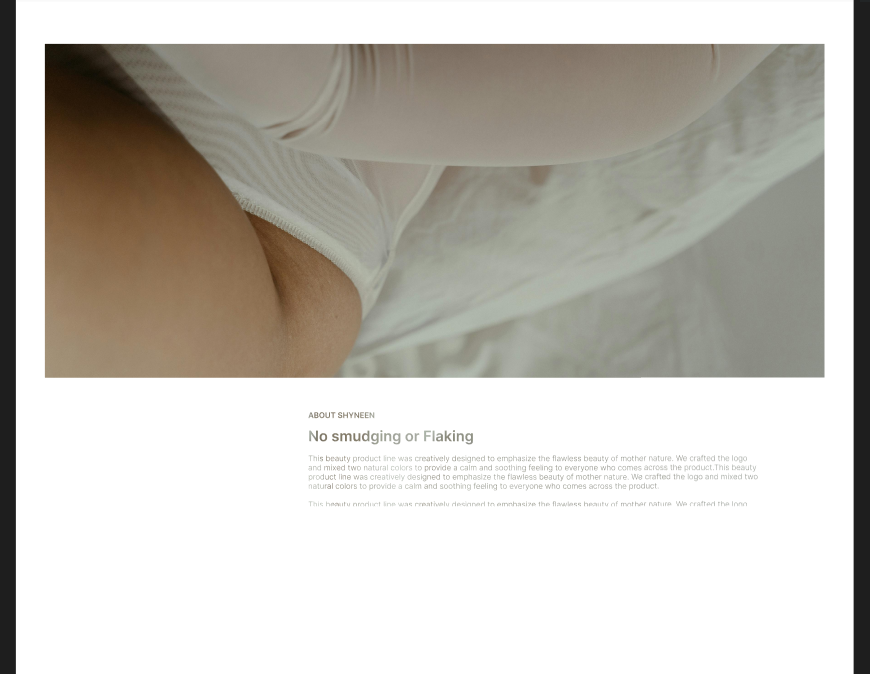 ABOUT SHYNEEN
No smudging or Flaking
This beauty product line was creatively designed to emphasize the flawless beauty of mother nature. We crafted the logo
and mixed two natural colors to provide a calm and soothing feeling to everyone who comes across the product.This beauty
product line was creatively designed to emphasize the flawless beauty of mother nature. We crafted the logo and mixed two
natural colors to provide a calm and soothing feeling to everyone who comes across the product.
This beauty product line was creatively designed to emphasize the flawless beauty of mother nature. We crafted the logo